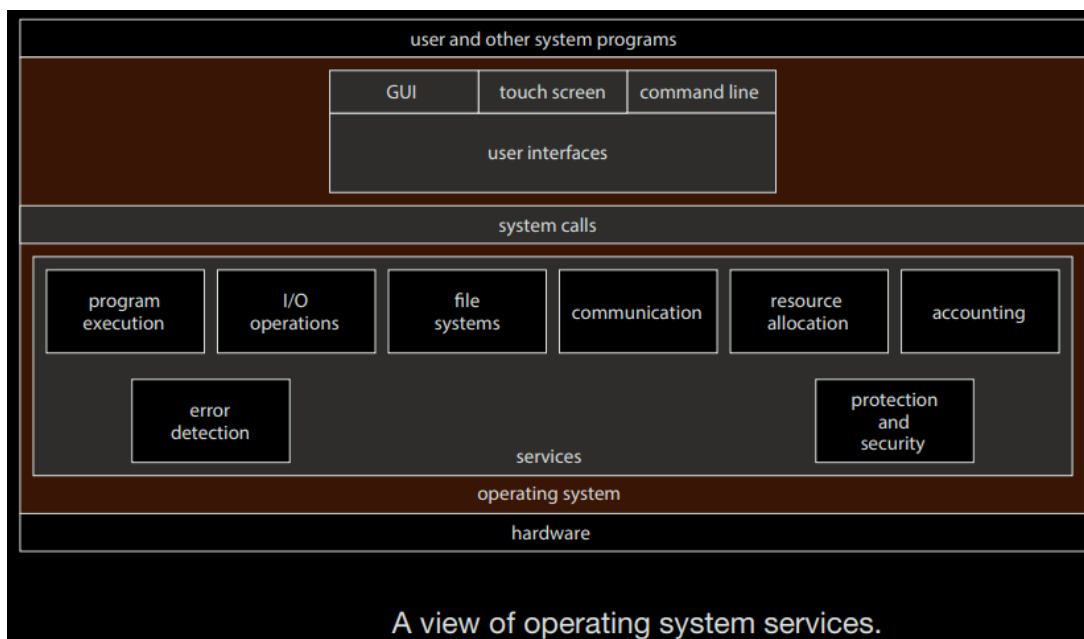 user and other system programs
GUI
touch screen
command line
user interfaces
system calls
program
execution
I/O
operations
file
systems
communication
resource
allocation
accounting
error
detection
protection
and
security
services
operating system
hardware
A view of operating system services.